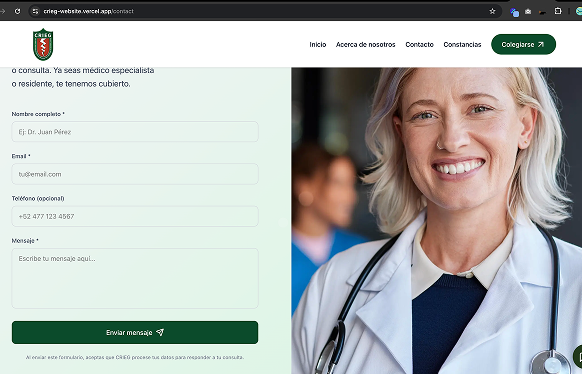 crieg-website.vercel.app/contact
CRIEG
Inicio
Acerca de nosotros
Contacto
Constancias
Colegiarse
o consulta. Ya seas médico especialista
o residente, te tenemos cubierto.
Nombre completo *
Ej: Dr. Juan Pérez
Email *
tu@email.com
Teléfono (opcional)
+52 477 123 4567
Mensaje *
Escribe tu mensaje aquí...
Enviar mensaje
Al enviar este formulario, aceptas que CRIEG procese tus datos para responder a tu consulta.